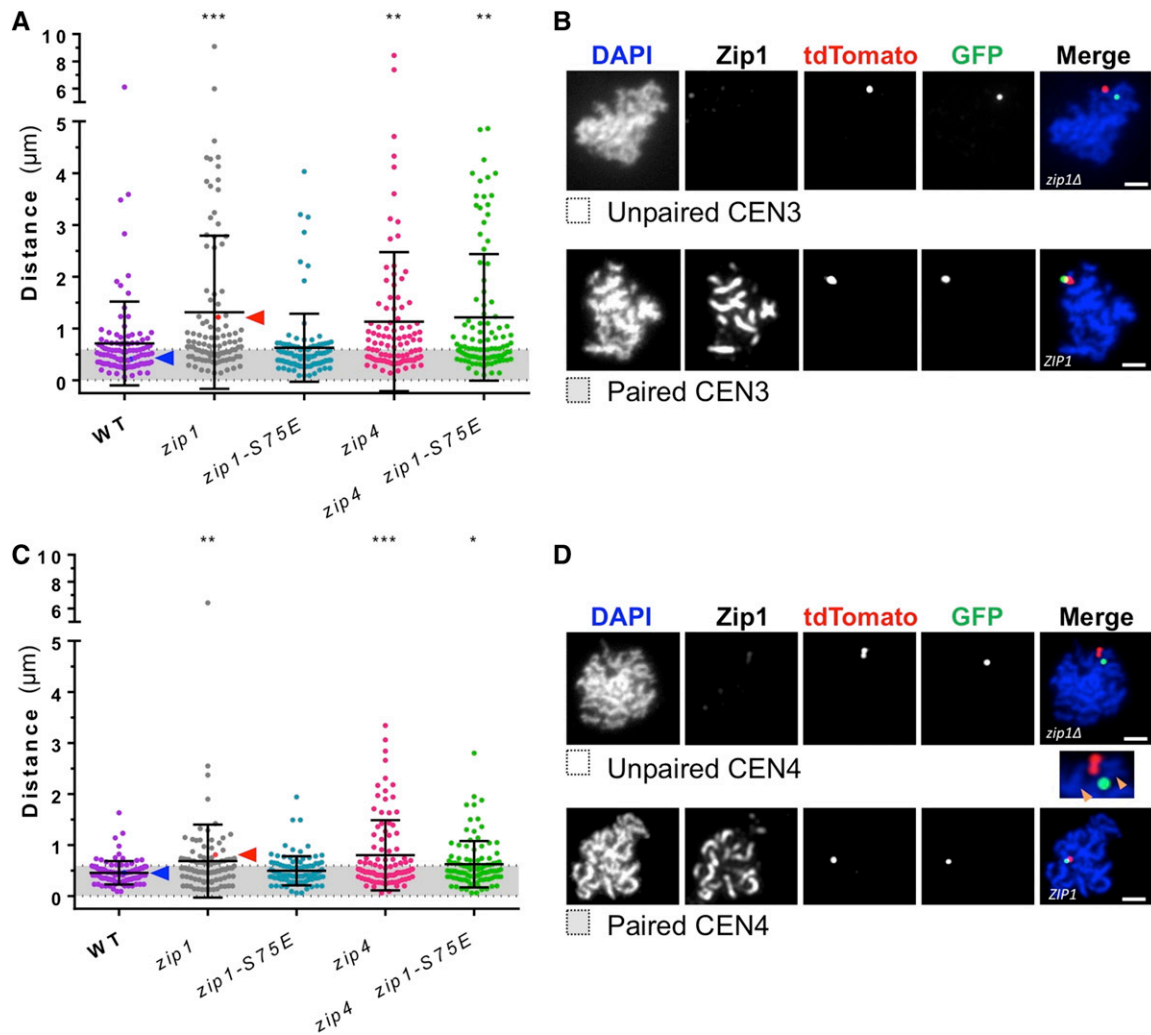 A
*** ** **
10
8
6
5
4
3
2
1
0
Distance (µm)
WT zip1 zip1-S75E zip4 zip4 zip1-S75E
B
DAPI Zip1 tdTomato GFP Merge
zip1Δ
Unpaired CEN3
ZIP1
Paired CEN3
C
** *** *
10
8
6
5
4
3
2
1
0
Distance (µm)
WT zip1 zip1-S75E zip4 zip4 zip1-S75E
D
DAPI Zip1 tdTomato GFP Merge
zip1Δ
Unpaired CEN4
ZIP1
Paired CEN4